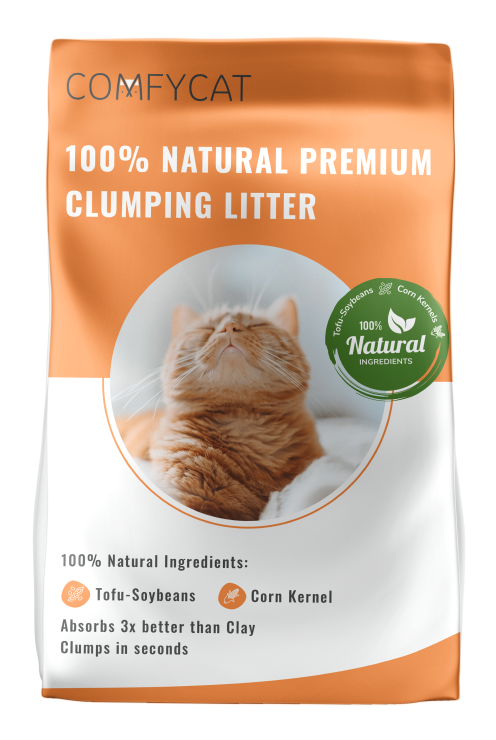 COMFYCAT
100% NATURAL PREMIUM
CLUMPING LITTER
Tofu-Soybeans Corn Kernels
100%
Natural
INGREDIENTS
100% Natural Ingredients:
Tofu-Soybeans Corn Kernel
Absorbs 3x better than Clay
Clumps in seconds